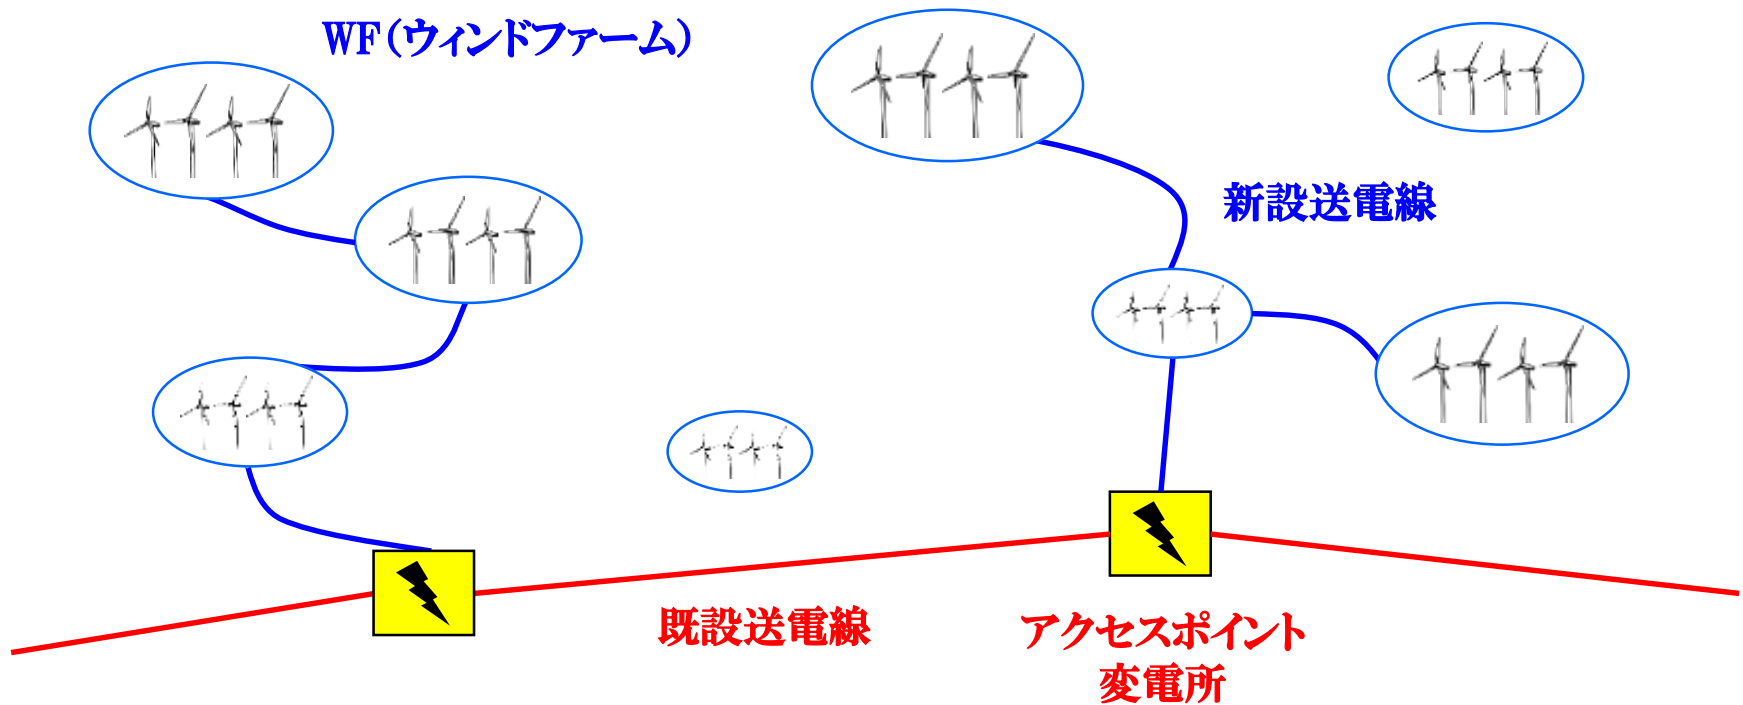 WF(ウィンドファーム)
新設送電線
既設送電線
アクセスポイント
変電所